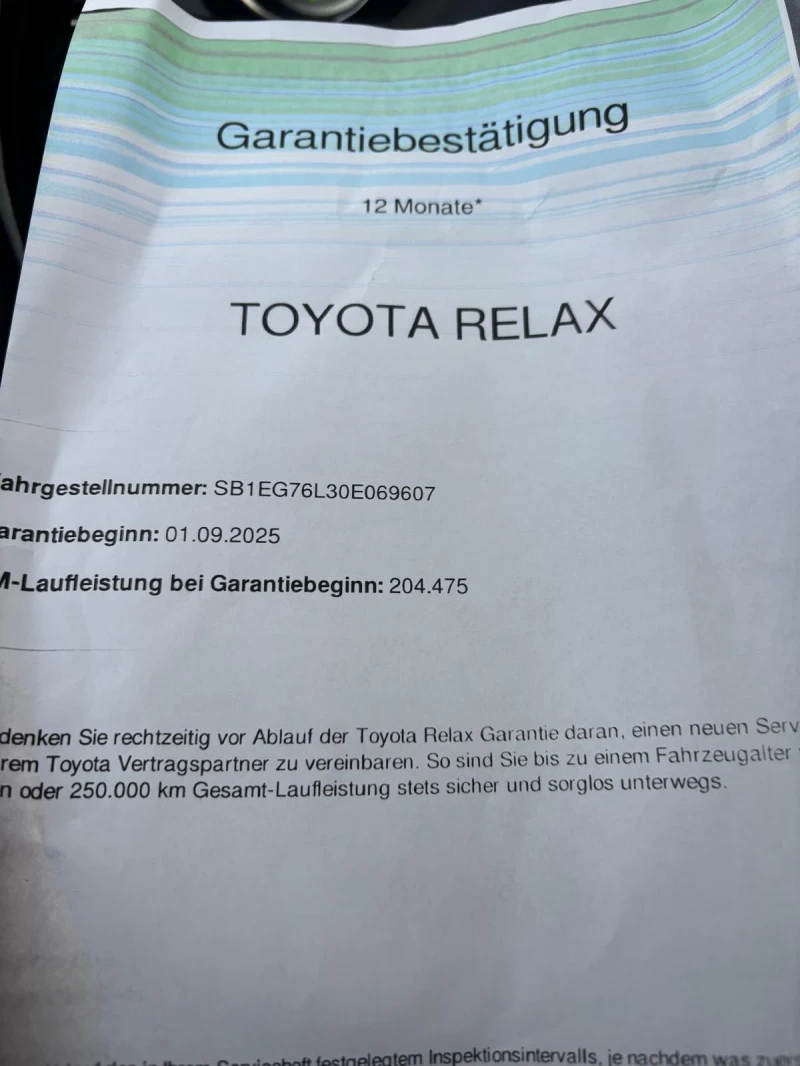 Garantiebestätigung
12 Monate*
TOYOTA RELAX
ahrgestellnummer: SB1EG76L30E069607
arantiebeginn: 01.09.2025
M-Laufleistung bei Garantiebeginn: 204.475
denken Sie rechtzeitig vor Ablauf der Toyota Relax Garantie daran, einen neuen Serv
rem Toyota Vertragspartner zu vereinbaren. So sind Sie bis zu einem Fahrzeugalter
n oder 250.000 km Gesamt-Laufleistung stets sicher und sorglos unterwegs.
festgelegtem Inspektionsintervalls, je nachdem was